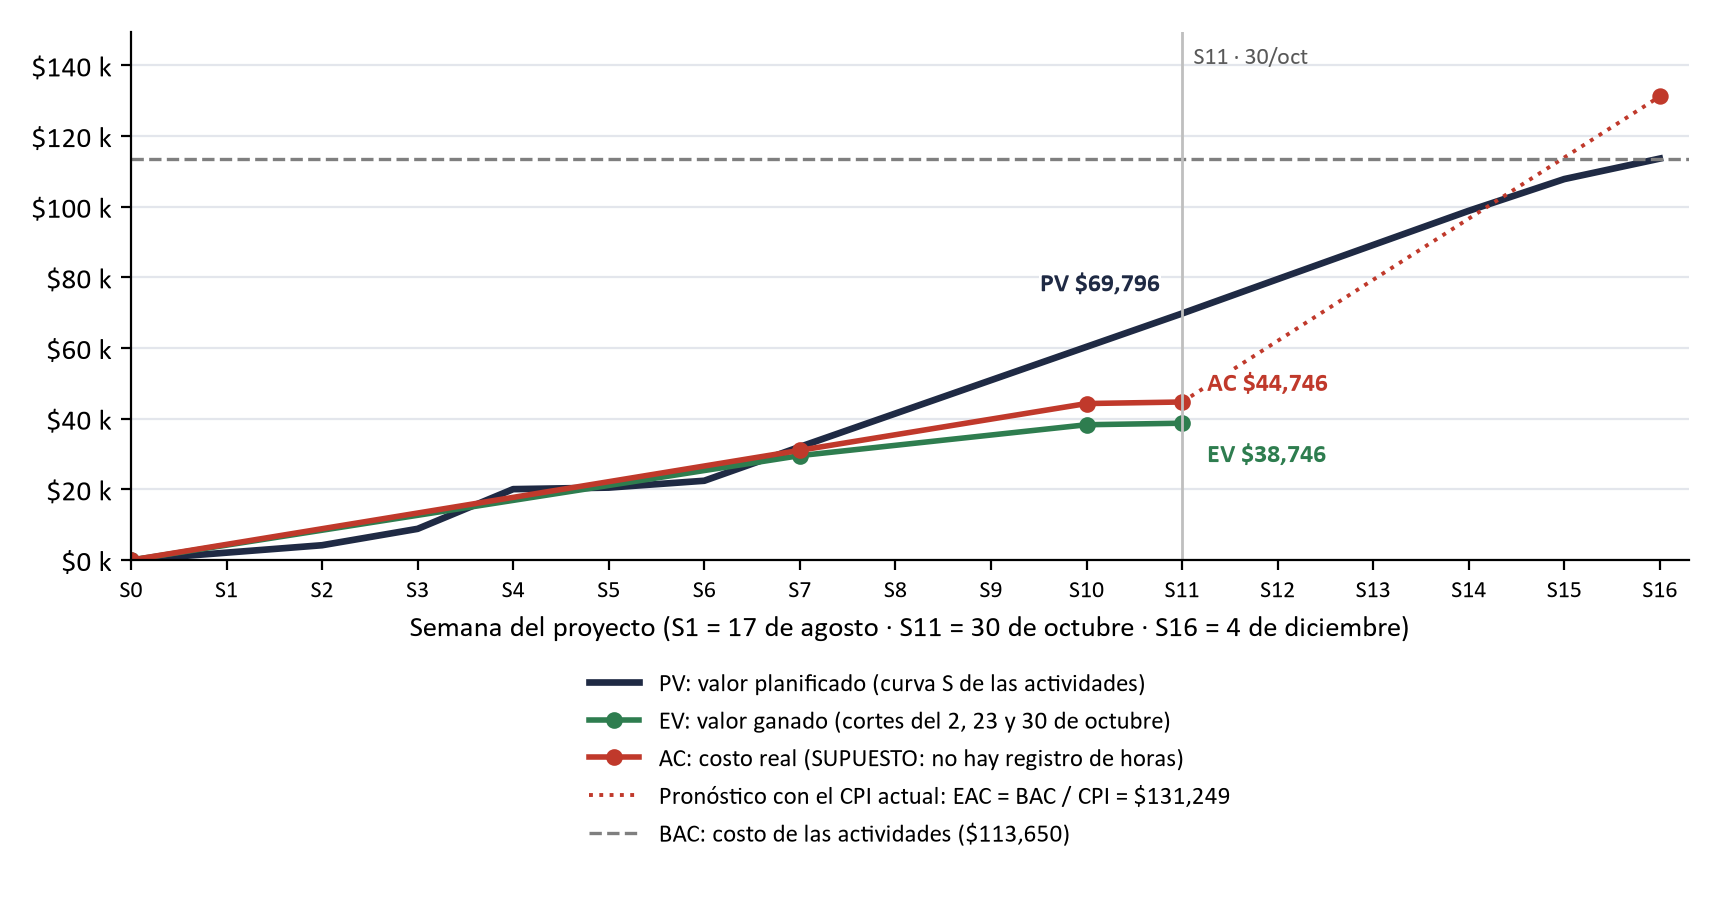 S11 · 30/oct
$140 k
$120 k
$100 k
$80 k
$60 k
$40 k
$20 k
$0 k
PV $69,796
AC $44,746
EV $38,746
S0 S1 S2 S3 S4 S5 S6 S7 S8 S9 S10 S11 S12 S13 S14 S15 S16
Semana del proyecto (S1 = 17 de agosto · S11 = 30 de octubre · S16 = 4 de diciembre)
PV: valor planificado (curva S de las actividades)
EV: valor ganado (cortes del 2, 23 y 30 de octubre)
AC: costo real (SUPUESTO: no hay registro de horas)
Pronóstico con el CPI actual: EAC = BAC / CPI = $131,249
BAC: costo de las actividades ($113,650)